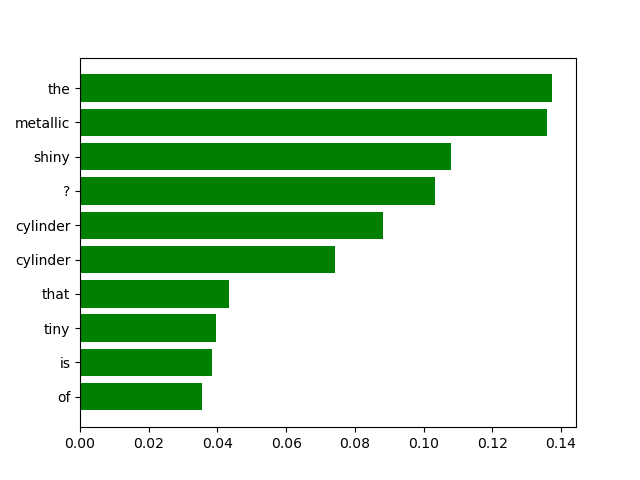 the
metallic
shiny
?
cylinder
cylinder
that
tiny
is
of
0.00 0.02 0.04 0.06 0.08 0.10 0.12 0.14